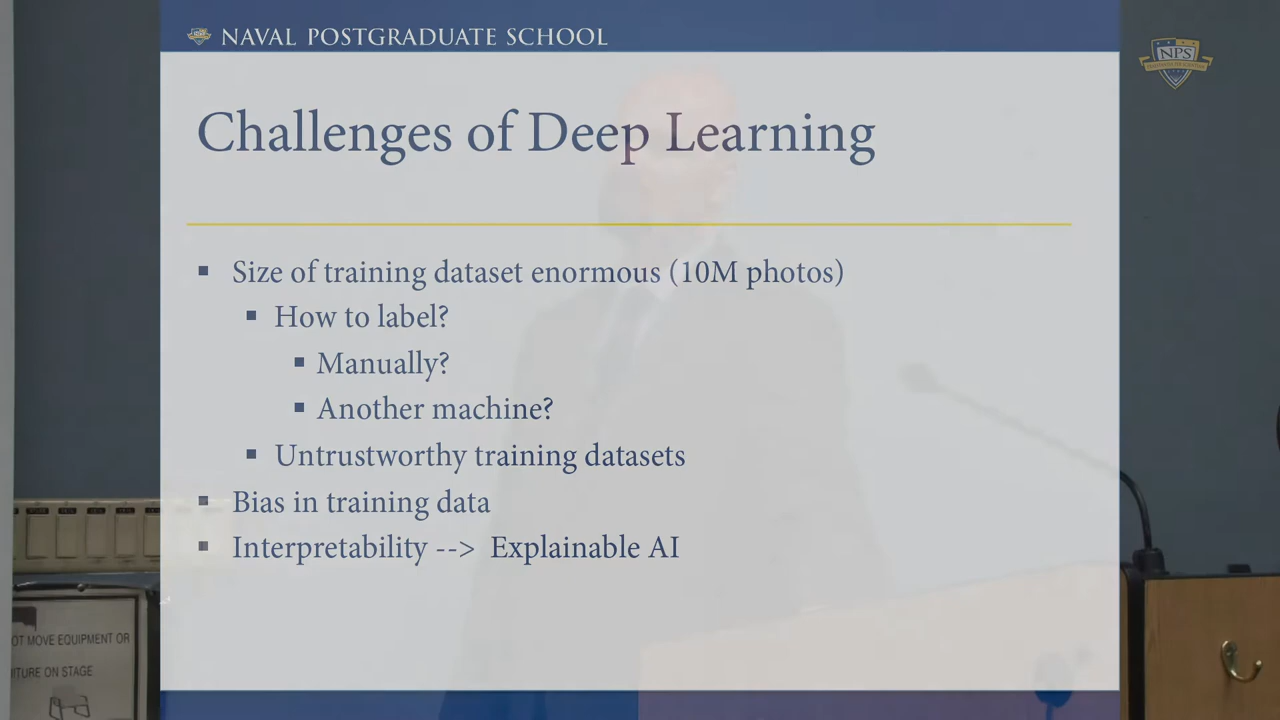 NAVAL POSTGRADUATE SCHOOL
NPS
Challenges of Deep Learning
▪ Size of training dataset enormous (10M photos)
▪ How to label?
▪ Manually?
▪ Another machine?
▪ Untrustworthy training datasets
▪ Bias in training data
▪ Interpretability --> Explainable AI
OT MOVE EQUIPMENT OR
ITURE ON STAGE